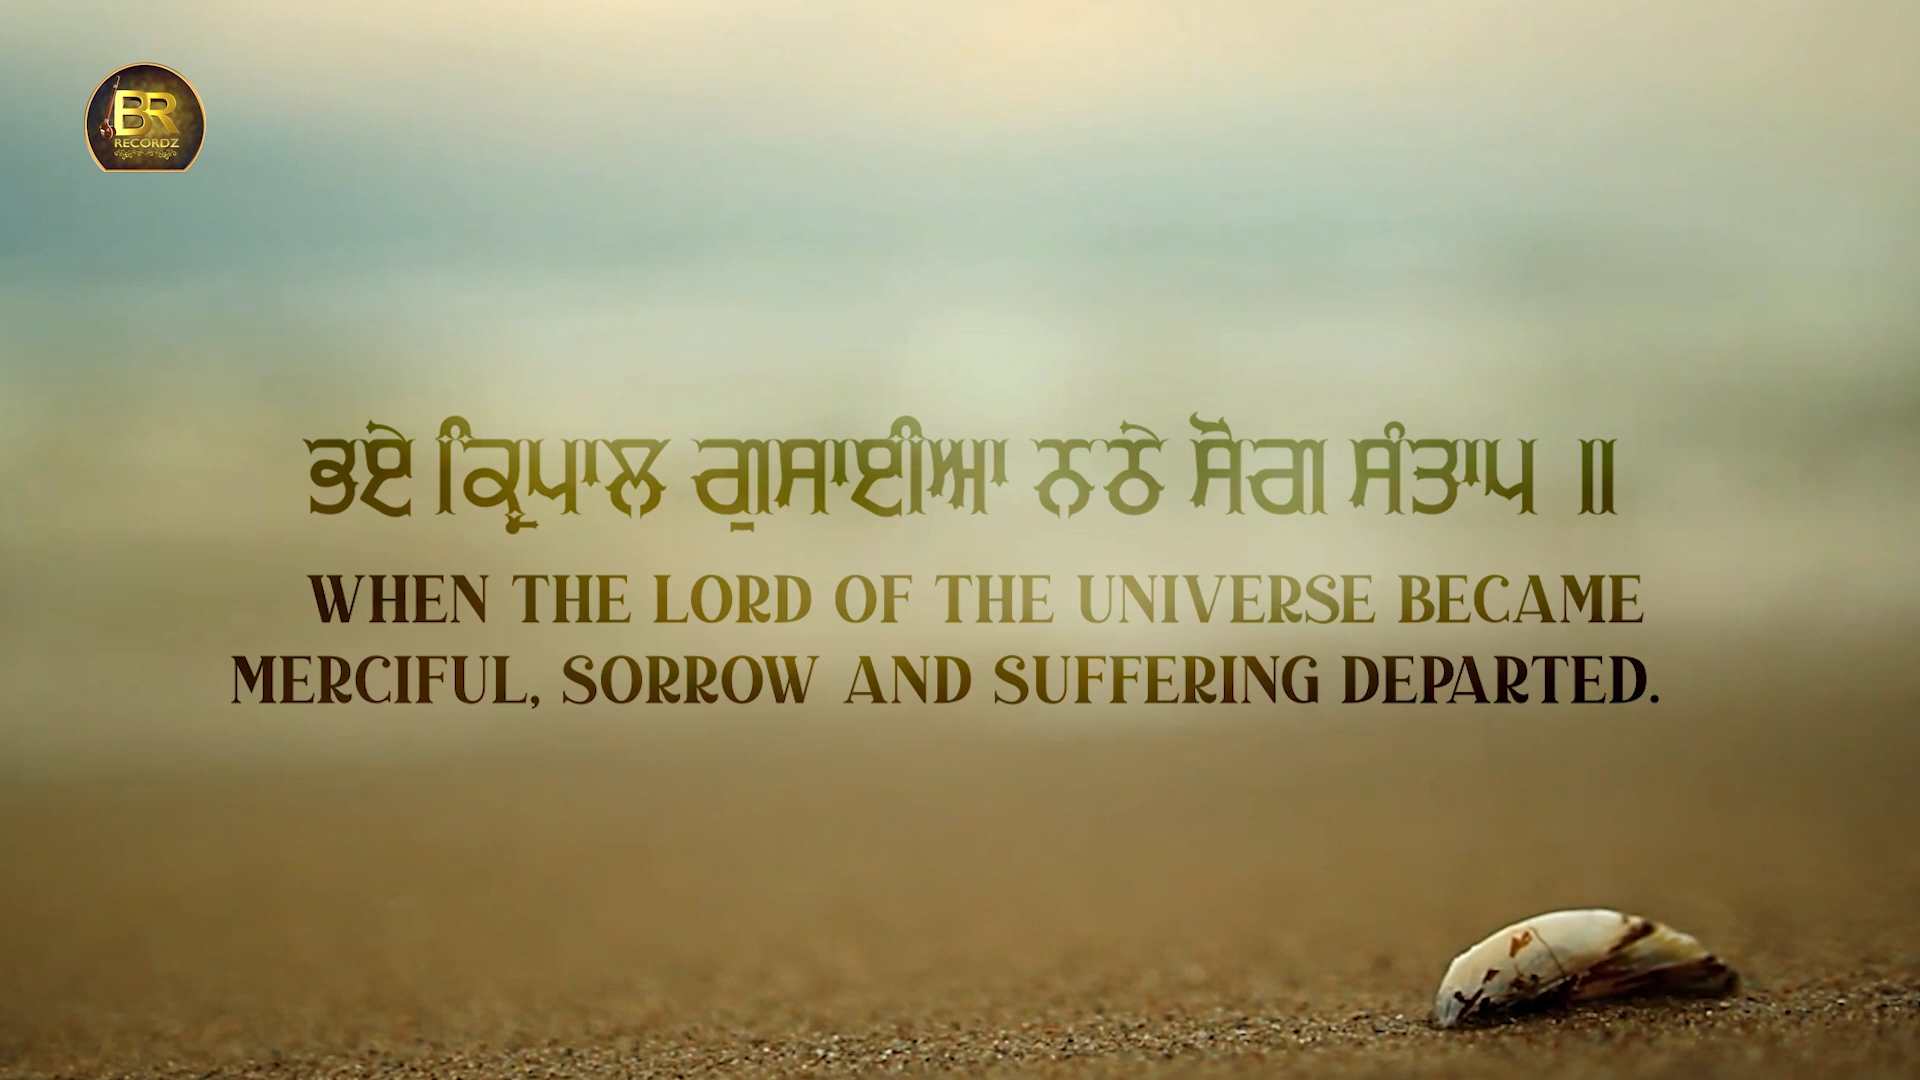 BR
RECORDZ
ਭਏ ਕ੍ਰਿਪਾਲ ਗੁਸਾਈਆ ਨਠੇ ਸੋਗ ਸੰਤਾਪ ॥
WHEN THE LORD OF THE UNIVERSE BECAME
MERCIFUL, SORROW AND SUFFERING DEPARTED.